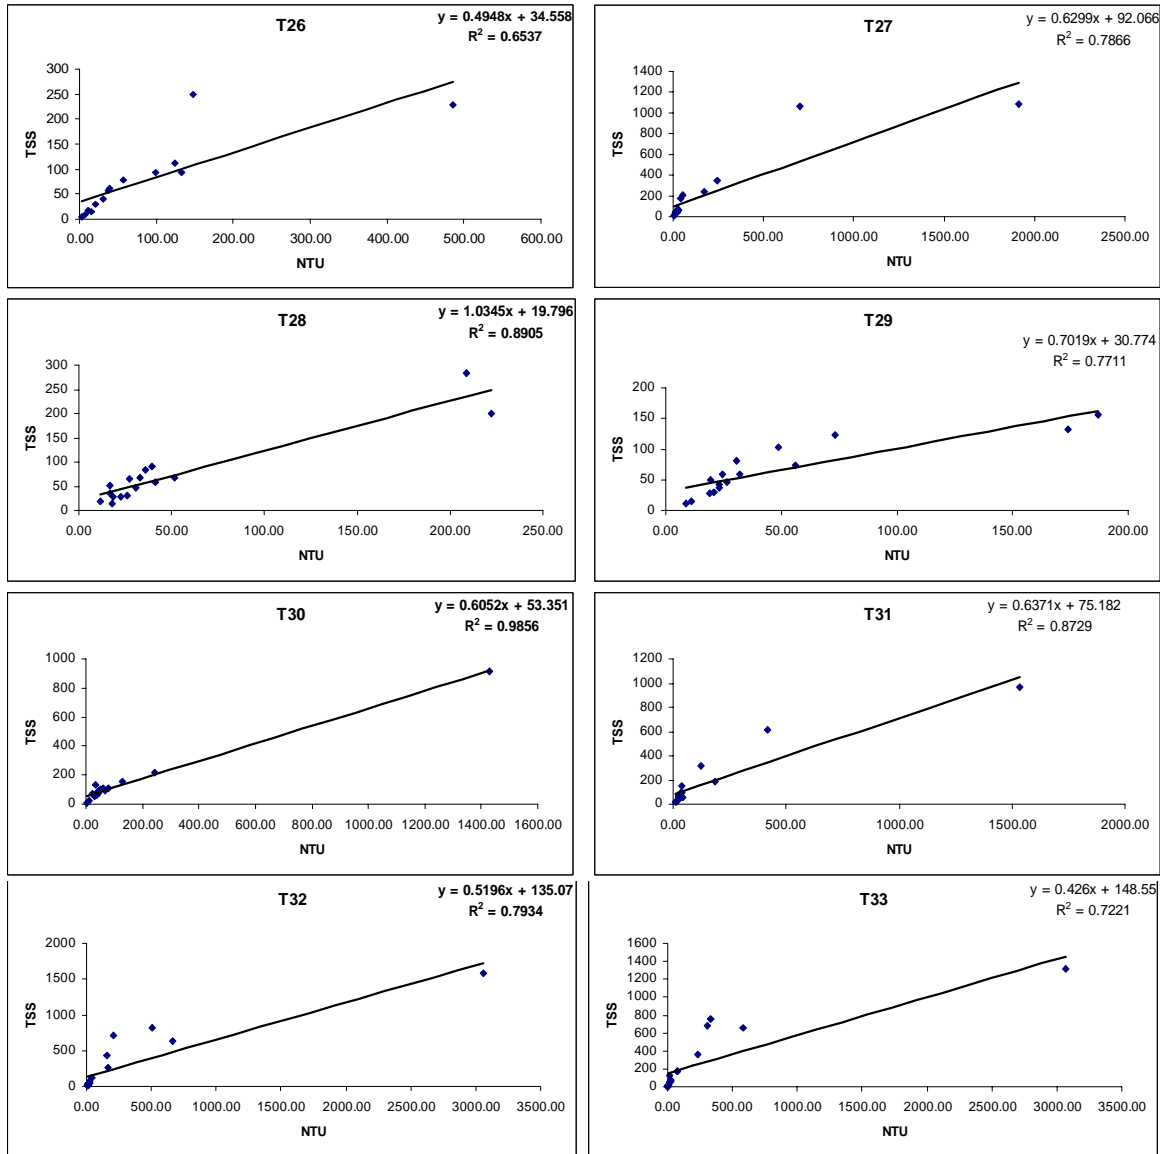 T26
y = 0.4948x + 34.558
R² = 0.6537
300
250
200
150
100
50
0
TSS
0.00 100.00 200.00 300.00 400.00 500.00 600.00
NTU
T27
y = 0.6299x + 92.066
R² = 0.7866
1400
1200
1000
800
600
400
200
0
TSS
0.00 500.00 1000.00 1500.00 2000.00 2500.00
NTU
T28
y = 1.0345x + 19.796
R² = 0.8905
300
250
200
150
100
50
0
TSS
0.00 50.00 100.00 150.00 200.00 250.00
NTU
T29
y = 0.7019x + 30.774
R² = 0.7711
200
150
100
50
0
TSS
0.00 50.00 100.00 150.00 200.00
NTU
T30
y = 0.6052x + 53.351
R² = 0.9856
1000
800
600
400
200
0
TSS
0.00 200.00 400.00 600.00 800.00 1000.00 1200.00 1400.00 1600.00
NTU
T31
y = 0.6371x + 75.182
R² = 0.8729
1200
1000
800
600
400
200
0
TSS
0.00 500.00 1000.00 1500.00 2000.00
NTU
T32
y = 0.5196x + 135.07
R² = 0.7934
2000
1500
1000
500
0
TSS
0.00 500.00 1000.00 1500.00 2000.00 2500.00 3000.00 3500.00
NTU
T33
y = 0.426x + 148.55
R² = 0.7221
1600
1400
1200
1000
800
600
400
200
0
TSS
0.00 500.00 1000.00 1500.00 2000.00 2500.00 3000.00 3500.00
NTU